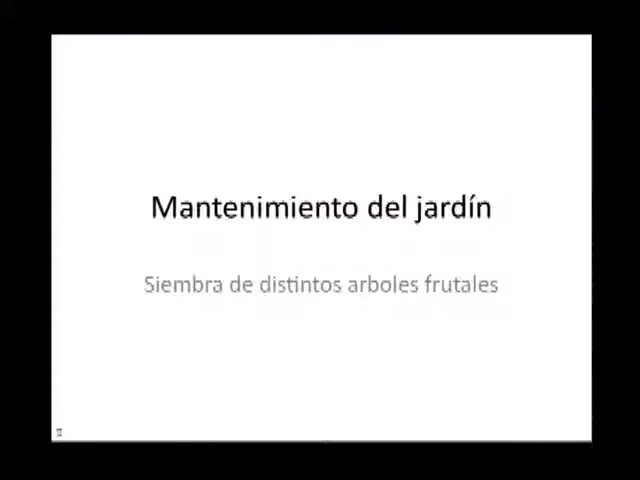 Mantenimiento del jardín
Siembra de distintos arboles frutales